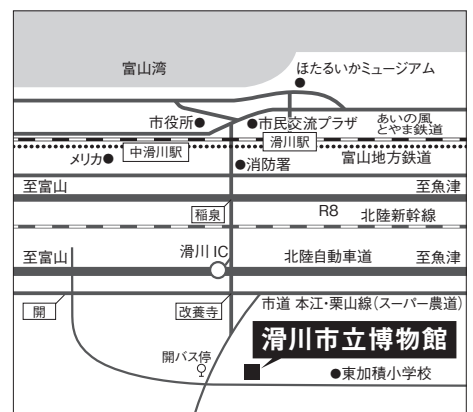 富山湾
ほたるいかミュージアム
市役所
市民交流プラザ
あいの風
とやま鉄道
滑川駅
中滑川駅
メリカ
消防署
富山地方鉄道
至富山
至魚津
稲泉
R8
北陸新幹線
滑川IC
至富山
北陸自動車道
至魚津
開
改養寺
市道 本江・栗山線(スーパー農道)
滑川市立博物館
開バス停
東加積小学校